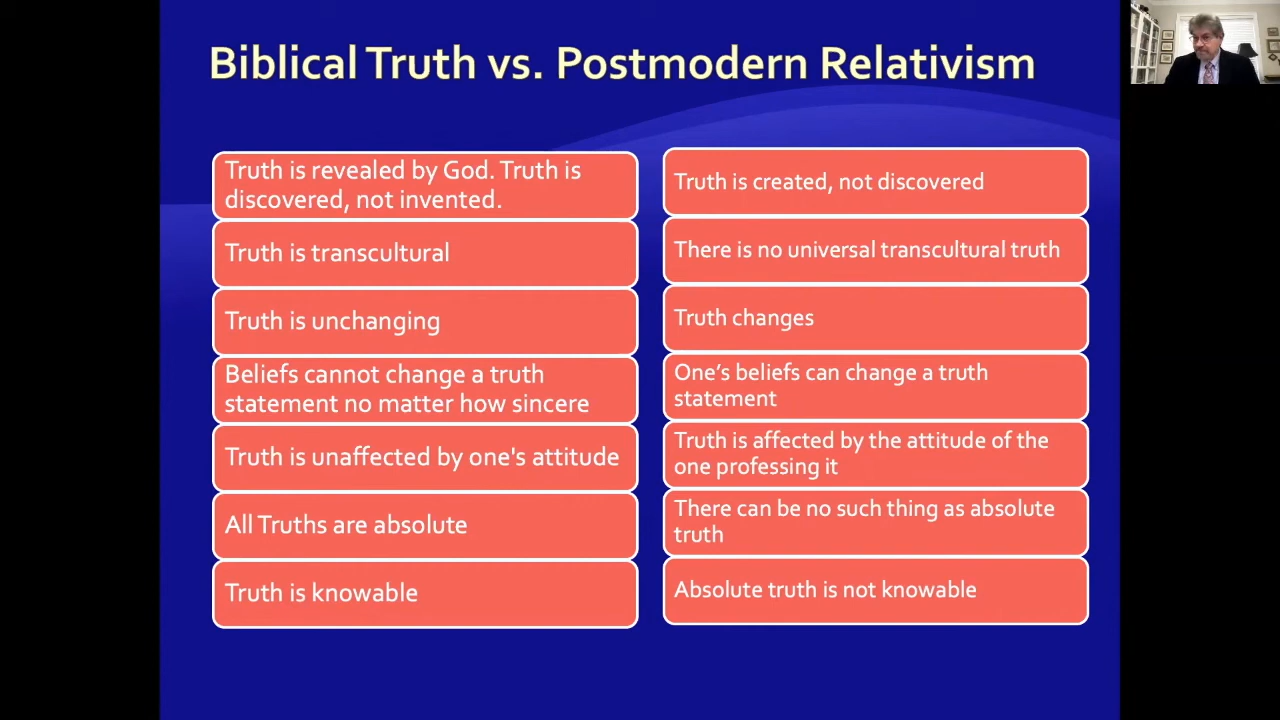 Biblical Truth vs. Postmodern Relativism
Truth is revealed by God. Truth is
discovered, not invented.
Truth is transcultural
Truth is unchanging
Beliefs cannot change a truth
statement no matter how sincere
Truth is unaffected by one's attitude
All Truths are absolute
Truth is knowable
Truth is created, not discovered
There is no universal transcultural truth
Truth changes
One’s beliefs can change a truth
statement
Truth is affected by the attitude of the
one professing it
There can be no such thing as absolute
truth
Absolute truth is not knowable